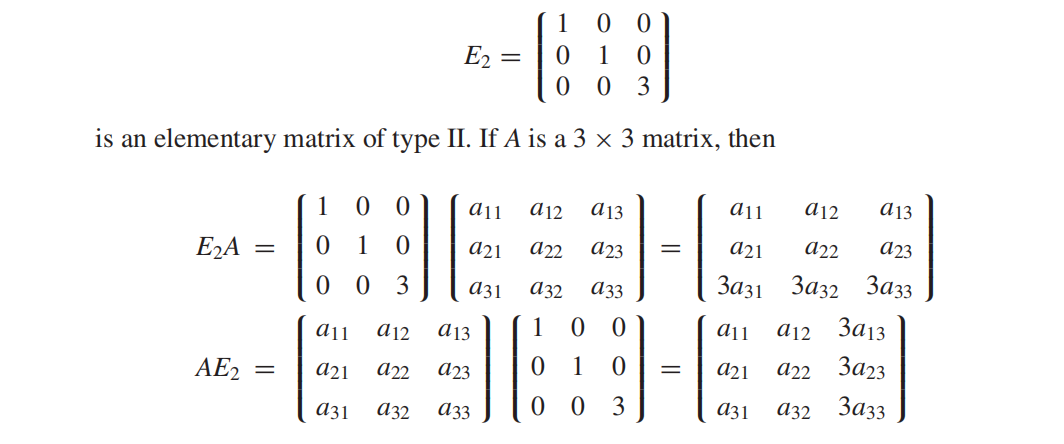 1 0 0
E₂ = 0 1 0
0 0 3
is an elementary matrix of type II. If A is a 3 × 3 matrix, then
1 0 0 a₁₁ a₁₂ a₁₃ a₁₁ a₁₂ a₁₃
E₂A = 0 1 0 a₂₁ a₂₂ a₂₃ = a₂₁ a₂₂ a₂₃
0 0 3 a₃₁ a₃₂ a₃₃ 3a₃₁ 3a₃₂ 3a₃₃
a₁₁ a₁₂ a₁₃ 1 0 0 a₁₁ a₁₂ 3a₁₃
AE₂ = a₂₁ a₂₂ a₂₃ 0 1 0 = a₂₁ a₂₂ 3a₂₃
a₃₁ a₃₂ a₃₃ 0 0 3 a₃₁ a₃₂ 3a₃₃